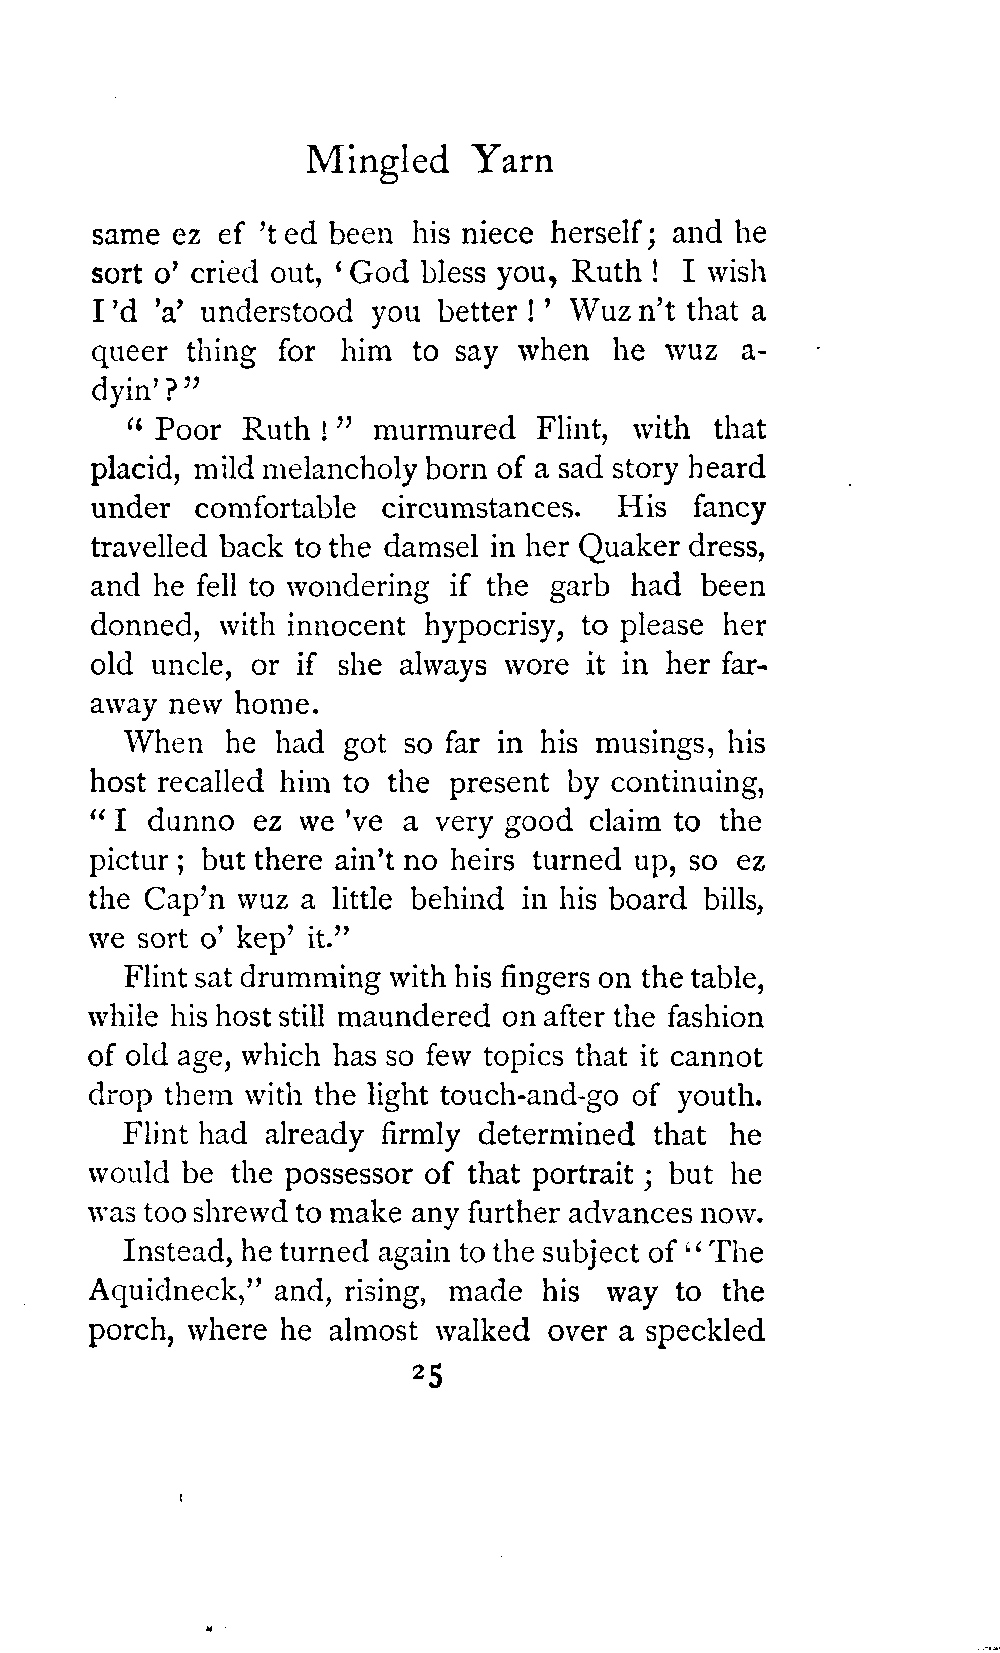 Mingled Yarn
same ez ef 't ed been his niece herself; and he
sort o' cried out, 'God bless you, Ruth! I wish
I'd 'a' understood you better!' Wuzn't that a
queer thing for him to say when he wuz a-
dyin'?"
"Poor Ruth!" murmured Flint, with that
placid, mild melancholy born of a sad story heard
under comfortable circumstances. His fancy
travelled back to the damsel in her Quaker dress,
and he fell to wondering if the garb had been
donned, with innocent hypocrisy, to please her
old uncle, or if she always wore it in her far-
away new home.
When he had got so far in his musings, his
host recalled him to the present by continuing,
"I dunno ez we 've a very good claim to the
pictur; but there ain't no heirs turned up, so ez
the Cap'n wuz a little behind in his board bills,
we sort o' kep' it."
Flint sat drumming with his fingers on the table,
while his host still maundered on after the fashion
of old age, which has so few topics that it cannot
drop them with the light touch-and-go of youth.
Flint had already firmly determined that he
would be the possessor of that portrait; but he
was too shrewd to make any further advances now.
Instead, he turned again to the subject of "The
Aquidneck," and, rising, made his way to the
porch, where he almost walked over a speckled
25